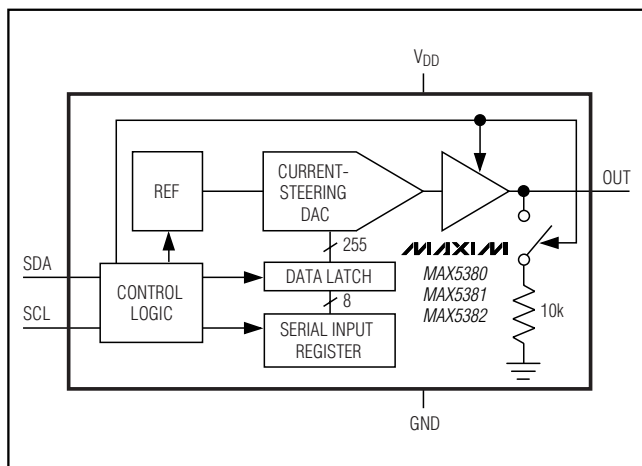 VDD
OUT
REF
CURRENT-
STEERING
DAC
255
MAXIM
MAX5380
MAX5381
MAX5382
SDA
SCL
CONTROL
LOGIC
DATA LATCH
8
SERIAL INPUT
REGISTER
10k
GND